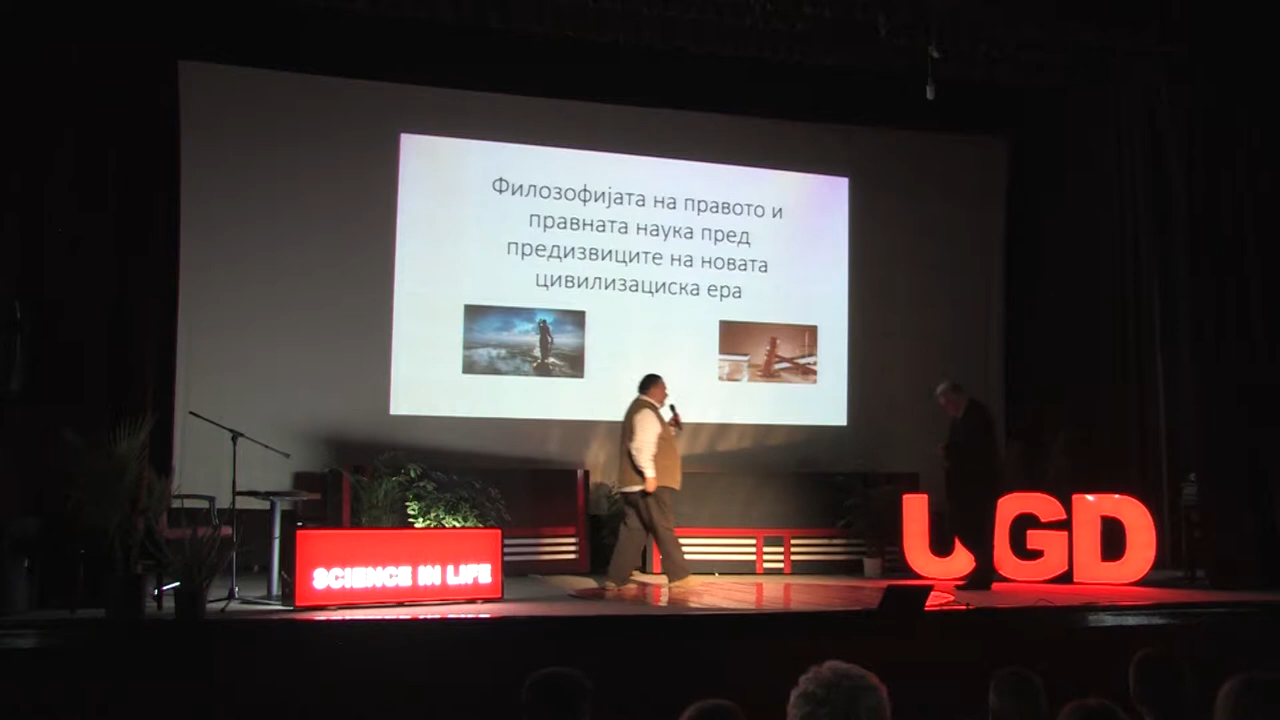 Филозофијата на правото и
правната наука пред
предизвиците на новата
цивилизациска ера
SCIENCE IN LIFE
UGD